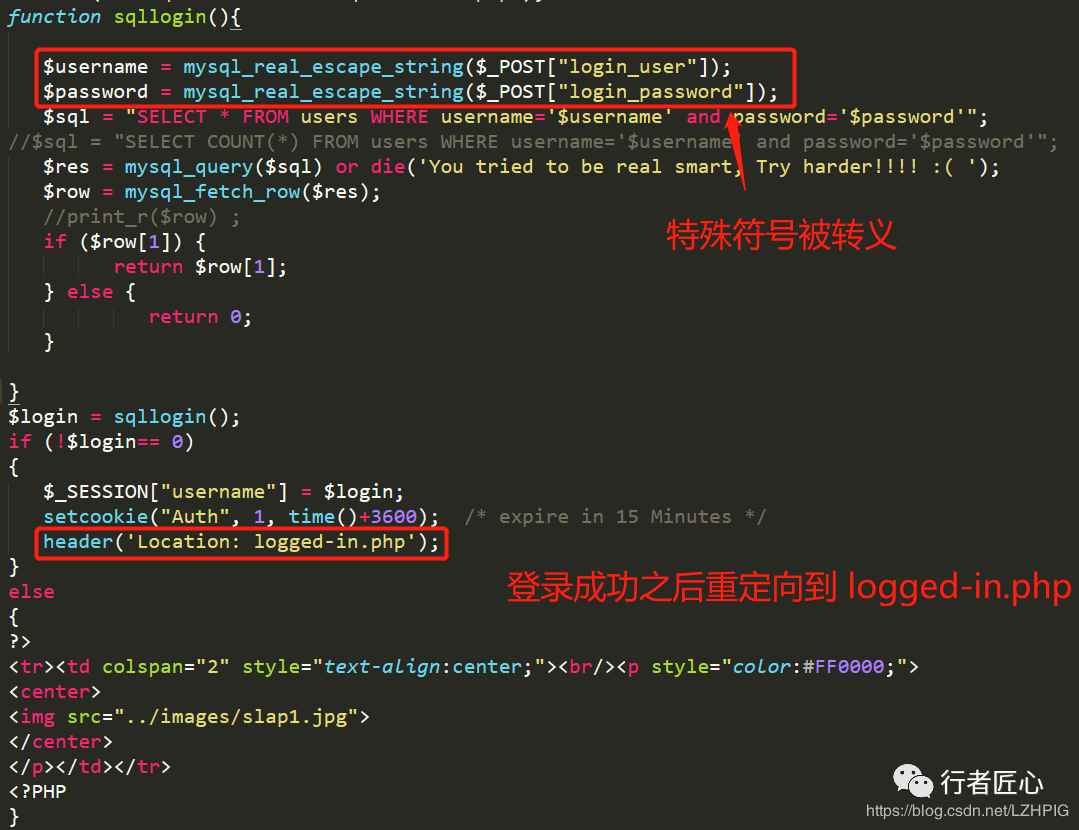 function sqllogin(){
$username = mysql_real_escape_string($_POST["login_user"]);
$password = mysql_real_escape_string($_POST["login_password"]);
$sql = "SELECT * FROM users WHERE username='$username' and password='$password'";
//$sql = "SELECT COUNT(*) FROM users WHERE username='$username' and password='$password'";
$res = mysql_query($sql) or die('You tried to be real smart, Try harder!!!! :( ');
$row = mysql_fetch_row($res);
//print_r($row) ;
特殊符号被转义
if ($row[1]) {
return $row[1];
} else {
return 0;
}
}
$login = sqllogin();
if (!$login== 0)
{
$_SESSION["username"] = $login;
setcookie("Auth", 1, time()+3600);  /* expire in 15 Minutes */
header('Location: logged-in.php');
}
登录成功之后重定向到 logged-in.php
else
{
?>
<tr><td colspan="2" style="text-align:center;"><br/><p style="color:#FF0000;">
<center>
<img src="../images/slap1.jpg">
</center>
</p></td></tr>
<?PHP
}
行者匠心
https://blog.csdn.net/LZHPIG